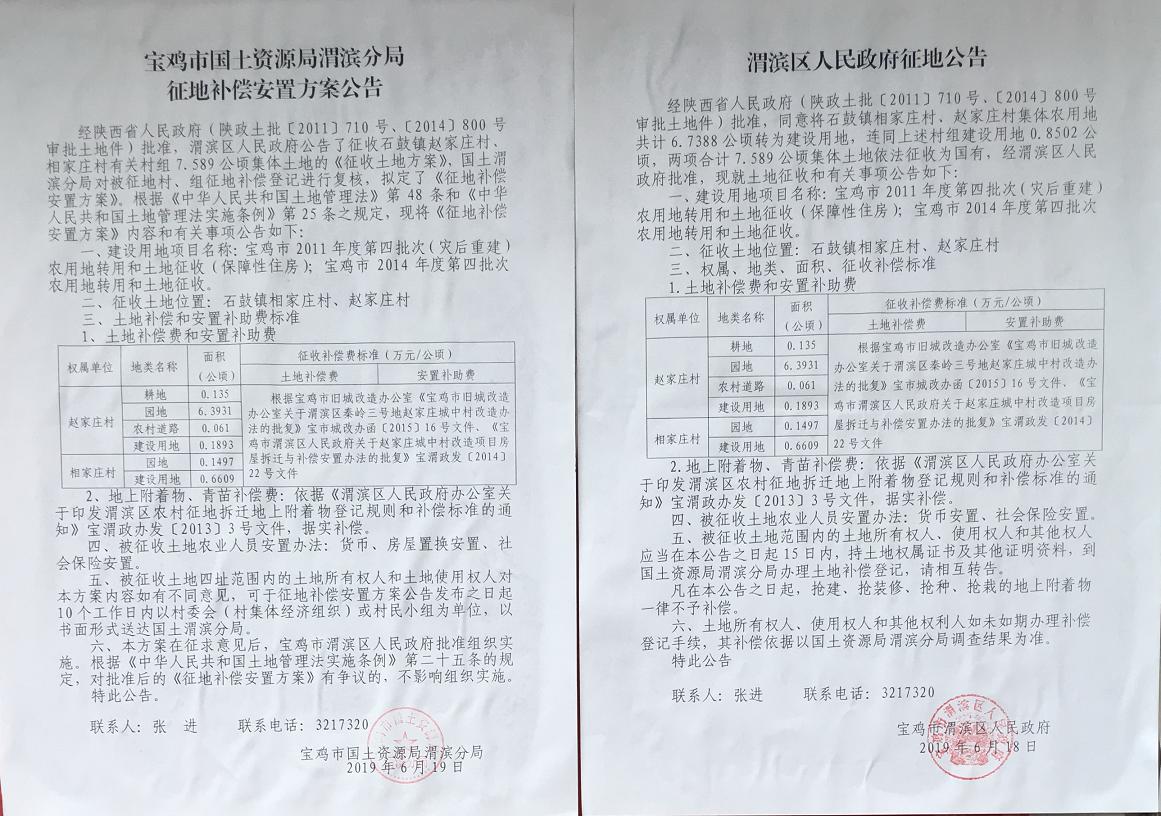 宝鸡市国土资源局渭滨分局
征地补偿安置方案公告
经陕西省人民政府（陕政土批〔2011〕710号、〔2014〕800号
审批土地件）批准，渭滨区人民政府公告了征收石鼓镇赵家庄村、
相家庄村有关村组7.589公顷集体土地的《征收土地方案》，国土渭
滨分局对被征地村、组征地补偿登记进行复核，拟定了《征地补偿
安置方案》。根据《中华人民共和国土地管理法》第48条和《中华
人民共和国土地管理法实施条例》第25条之规定，现将《征地补偿
安置方案》内容和有关事项公告如下：
一、建设用地项目名称：宝鸡市2011年度第四批次（灾后重建）
农用地转用和土地征收（保障性住房）；宝鸡市2014年度第四批次
农用地转用和土地征收。
二、征收土地位置：石鼓镇相家庄村、赵家庄村
三、土地补偿和安置补助费标准
1、土地补偿费和安置补助费
权属单位 地类名称 面积（公顷） 征收补偿费标准（万元/公顷）
土地补偿费 安置补助费
赵家庄村 耕地 0.135
园地 6.3931
农村道路 0.061
建设用地 0.1893
相家庄村 园地 0.1497
建设用地 0.6609
根据宝鸡市旧城改造办公室《宝鸡市旧城改造
办公室关于渭滨区秦岭三号地赵家庄城中村改造办
法的批复》宝市城改办函［2015］16号文件、《宝
鸡市渭滨区人民政府关于赵家庄城中村改造项目房
屋拆迁与补偿安置办法的批复》宝渭政发［2014］
22号文件
2、地上附着物、青苗补偿费：依据《渭滨区人民政府办公室关
于印发渭滨区农村征地拆迁地上附着物登记规则和补偿标准的通
知》宝渭政办发〔2013〕3号文件，据实补偿。
四、被征收土地农业人员安置办法：货币、房屋置换安置、社
会保险安置。
五、被征收土地四址范围内的土地所有权人和土地使用权人对
本方案内容如有不同意见，可于征地补偿安置方案公告发布之日起
10个工作日内以村委会（村集体经济组织）或村民小组为单位，以
书面形式送达国土渭滨分局。
六、本方案在征求意见后，宝鸡市渭滨区人民政府批准组织实
施。根据《中华人民共和国土地管理法实施条例》第二十五条的规
定，对批准后的《征地补偿安置方案》有争议的，不影响组织实施。
特此公告。
联系人：张 进 联系电话：3217320
宝鸡市国土资源局渭滨分局
2019年6月19日
渭滨区人民政府征地公告
经陕西省人民政府（陕政土批〔2011〕710号、〔2014〕800号
审批土地件）批准，同意将石鼓镇相家庄村、赵家庄村集体农用地
共计6.7388公顷转为建设用地，连同上述村组建设用地0.8502公
顷，两项合计7.589公顷集体土地依法征收为国有，经渭滨区人民
政府批准，现就土地征收和有关事项公告如下：
一、建设用地项目名称：宝鸡市2011年度第四批次（灾后重建）
农用地转用和土地征收（保障性住房）；宝鸡市2014年度第四批次
农用地转用和土地征收。
二、征收土地位置：石鼓镇相家庄村、赵家庄村
三、权属、地类、面积、征收补偿标准
1.土地补偿费和安置补助费
权属单位 地类名称 面积（公顷） 征收补偿费标准（万元/公顷）
土地补偿费 安置补助费
赵家庄村 耕地 0.135
园地 6.3931
农村道路 0.061
建设用地 0.1893
相家庄村 园地 0.1497
建设用地 0.6609
根据宝鸡市旧城改造办公室《宝鸡市旧城改造
办公室关于渭滨区秦岭三号地赵家庄城中村改造办
法的批复》宝市城改办函［2015］16号文件、《宝
鸡市渭滨区人民政府关于赵家庄城中村改造项目房
屋拆迁与补偿安置办法的批复》宝渭政发［2014］
22号文件
2.地上附着物、青苗补偿费：依据《渭滨区人民政府办公室关
于印发渭滨区农村征地拆迁地上附着物登记规则和补偿标准的通
知》宝渭政办发〔2013〕3号文件，据实补偿。
四、被征收土地农业人员安置办法：货币安置、社会保险安置。
五、被征收土地范围内的土地所有权人、使用权人和其他权人
应当在本公告之日起15日内，持土地权属证书及其他证明资料，到
国土资源局渭滨分局办理土地补偿登记，请相互转告。
凡在本公告之日起，抢建、抢装修、抢种、抢栽的地上附着物
一律不予补偿。
六、土地所有权人、使用权人和其他权利人如未如期办理补偿
登记手续，其补偿依据以国土资源局渭滨分局调查结果为准。
特此公告
联系人：张进 联系电话：3217320
宝鸡市渭滨区人民政府
2019年6月18日